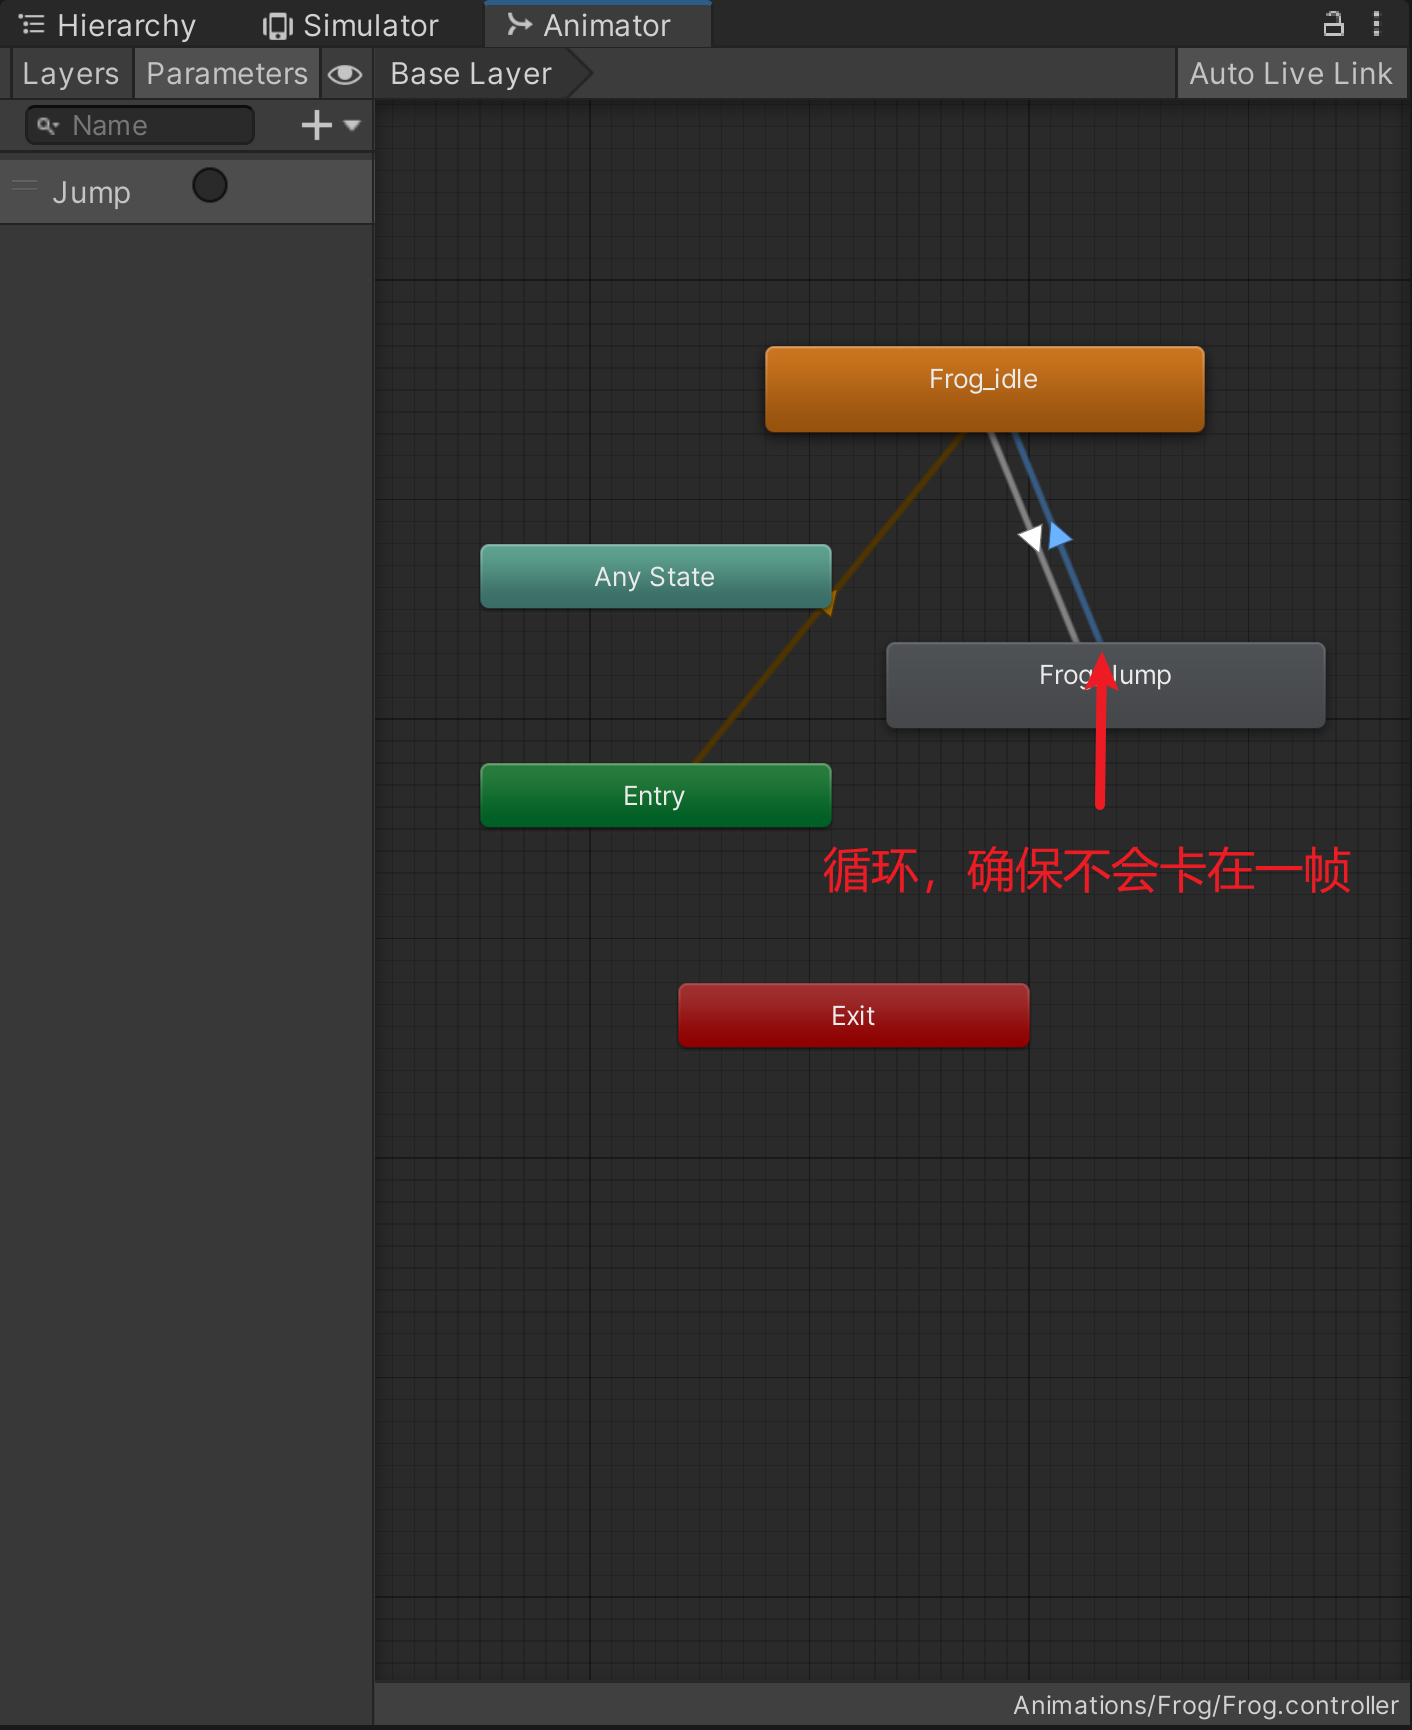 Hierarchy
Simulator
Animator
Layers
Parameters
Base Layer
Auto Live Link
Name
Jump
Frog_idle
Any State
Entry
循环，确保不会卡在一帧
Exit
Animations/Frog/Frog.controller